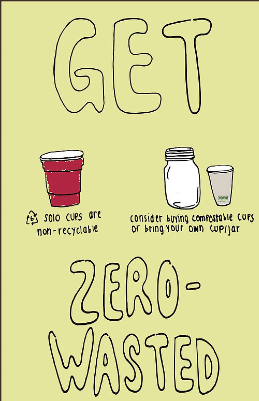 GET
SOLO CUPS are
non-recyclable
consider buying compostable cups
or bring your own cup/jar
ZERO-
WASTED